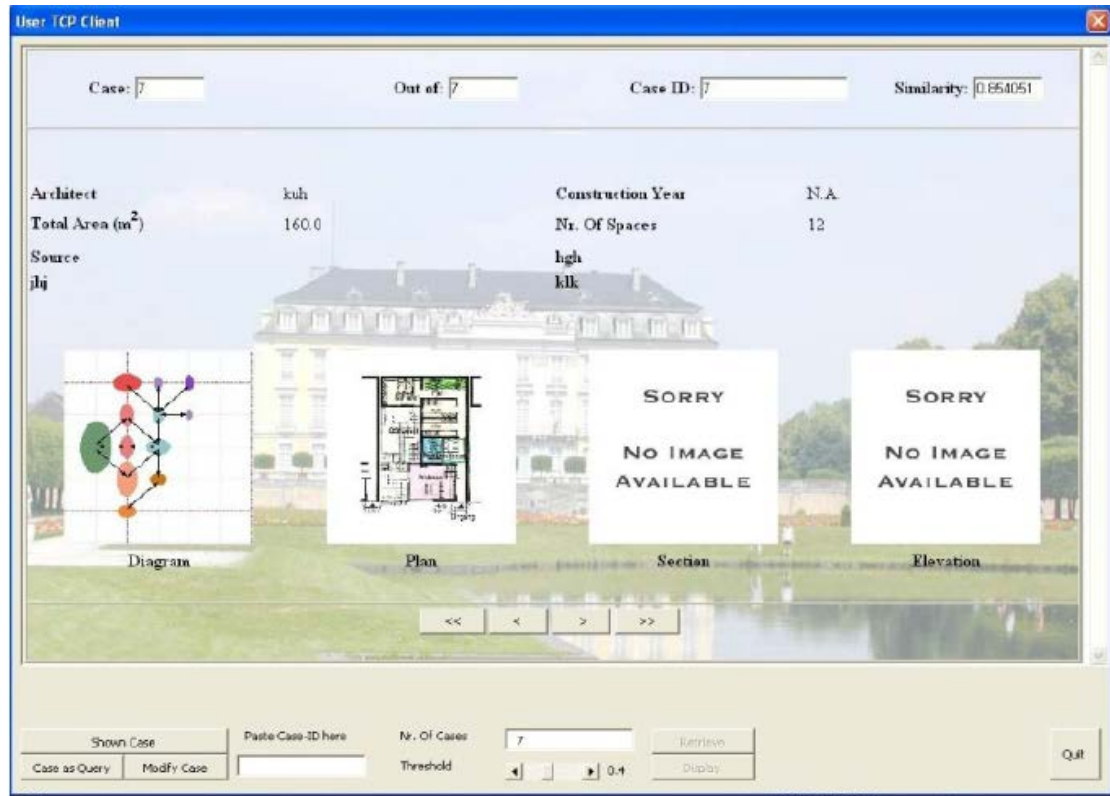 User TCP Client
Case: 7 Out of: 7 Case ID: 7 Similarity: 0.854051
Architect kuh Construction Year N.A.
Total Area (m²) 160.0 Nr. Of Spaces 12
Source hgh
jhj klk
SORRY SORRY
NO IMAGE NO IMAGE
AVAILABLE AVAILABLE
Diagram Plan Section Elevation
<< < > >>
Shown Case Paste Case-ID here Nr. Of Cases 7 Retrieve
Case as Query Modify Case Threshold 0.4 Display
Quit